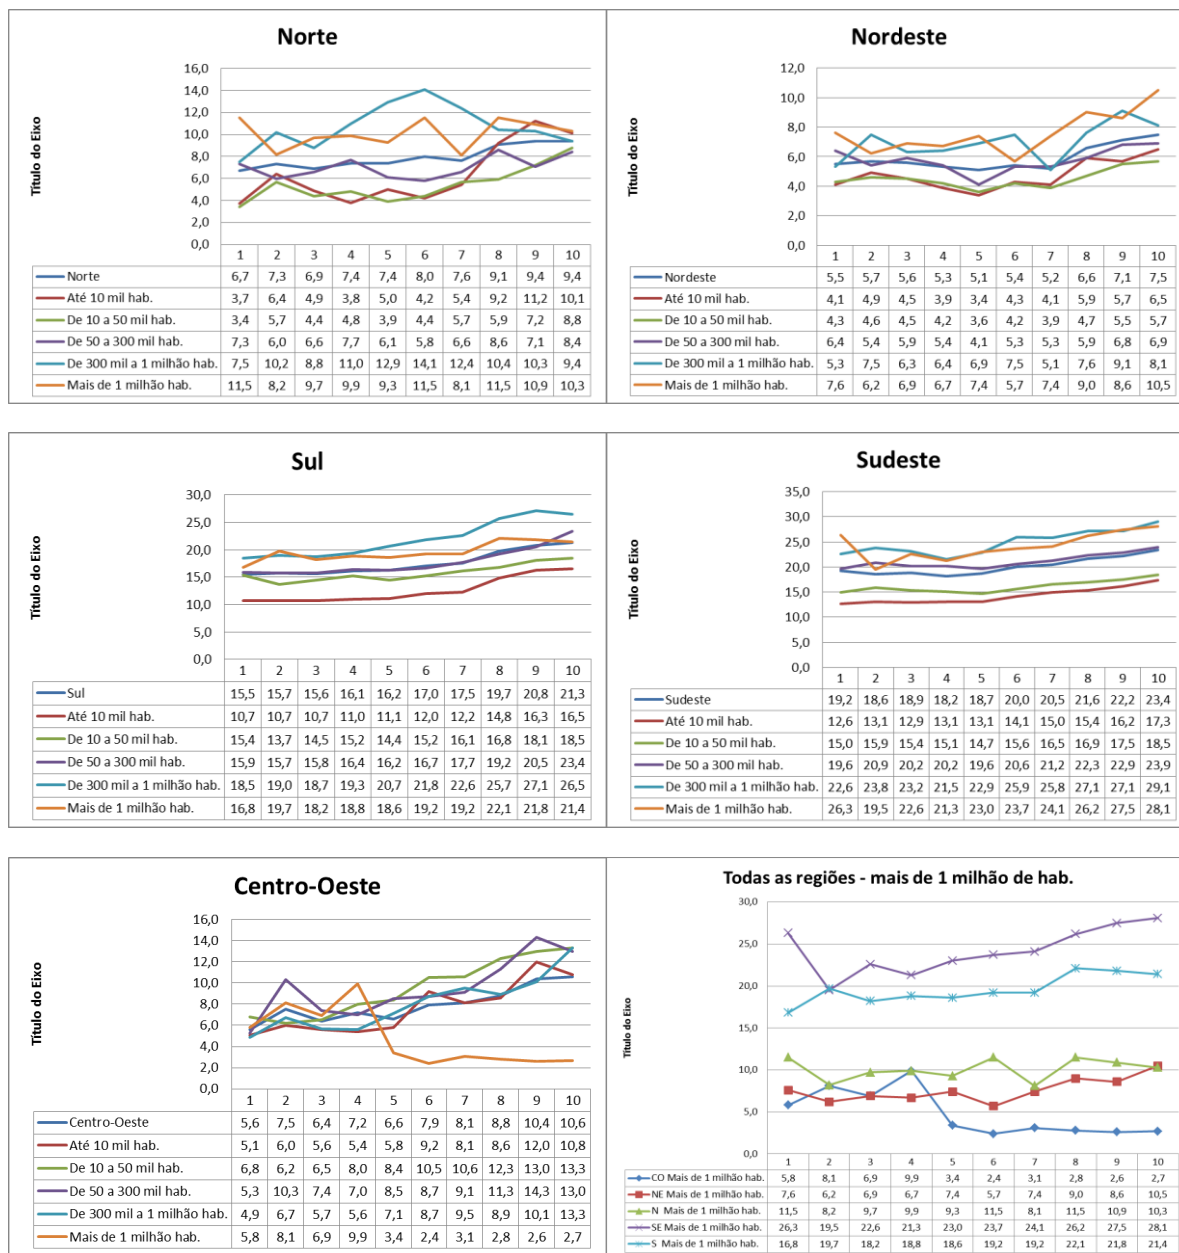 Norte
16,0
14,0
12,0
10,0
8,0
6,0
4,0
2,0
0,0
Título do Eixo
1 2 3 4 5 6 7 8 9 10
Norte 6,7 7,3 6,9 7,4 7,4 8,0 7,6 9,1 9,4 9,4
Até 10 mil hab. 3,7 6,4 4,9 3,8 5,0 4,2 5,4 9,2 11,2 10,1
De 10 a 50 mil hab. 3,4 5,7 4,4 4,8 3,9 4,4 5,7 5,9 7,2 8,8
De 50 a 300 mil hab. 7,3 6,0 6,6 7,7 6,1 5,8 6,6 8,6 7,1 8,4
De 300 mil a 1 milhão hab. 7,5 10,2 8,8 11,0 12,9 14,1 12,4 10,4 10,3 9,4
Mais de 1 milhão hab. 11,5 8,2 9,7 9,9 9,3 11,5 8,1 11,5 10,9 10,3
Nordeste
12,0
10,0
8,0
6,0
4,0
2,0
0,0
Título do Eixo
1 2 3 4 5 6 7 8 9 10
Nordeste 5,5 5,7 5,6 5,3 5,1 5,4 5,2 6,6 7,1 7,5
Até 10 mil hab. 4,1 4,9 4,5 3,9 3,4 4,3 4,1 5,9 5,7 6,5
De 10 a 50 mil hab. 4,3 4,6 4,5 4,2 3,6 4,2 3,9 4,7 5,5 5,7
De 50 a 300 mil hab. 6,4 5,4 5,9 5,4 4,1 5,3 5,3 5,9 6,8 6,9
De 300 mil a 1 milhão hab. 5,3 7,5 6,3 6,4 6,9 7,5 5,1 7,6 9,1 8,1
Mais de 1 milhão hab. 7,6 6,2 6,9 6,7 7,4 5,7 7,4 9,0 8,6 10,5
Sul
30,0
25,0
20,0
15,0
10,0
5,0
0,0
Título do Eixo
1 2 3 4 5 6 7 8 9 10
Sul 15,5 15,7 15,6 16,1 16,2 17,0 17,5 19,7 20,8 21,3
Até 10 mil hab. 10,7 10,7 10,7 11,0 11,1 12,0 12,2 14,8 16,3 16,5
De 10 a 50 mil hab. 15,4 13,7 14,5 15,2 14,4 15,2 16,1 16,8 18,1 18,5
De 50 a 300 mil hab. 15,9 15,7 15,8 16,4 16,2 16,7 17,7 19,2 20,5 23,4
De 300 mil a 1 milhão hab. 18,5 19,0 18,7 19,3 20,7 21,8 22,6 25,7 27,1 26,5
Mais de 1 milhão hab. 16,8 19,7 18,2 18,8 18,6 19,2 19,2 22,1 21,8 21,4
Sudeste
35,0
30,0
25,0
20,0
15,0
10,0
5,0
0,0
Título do Eixo
1 2 3 4 5 6 7 8 9 10
Sudeste 19,2 18,6 18,9 18,2 18,7 20,0 20,5 21,6 22,2 23,4
Até 10 mil hab. 12,6 13,1 12,9 13,1 13,1 14,1 15,0 15,4 16,2 17,3
De 10 a 50 mil hab. 15,0 15,9 15,4 15,1 14,7 15,6 16,5 16,9 17,5 18,5
De 50 a 300 mil hab. 19,6 20,9 20,2 20,2 19,6 20,6 21,2 22,3 22,9 23,9
De 300 mil a 1 milhão hab. 22,6 23,8 23,2 21,5 22,9 25,9 25,8 27,1 27,1 29,1
Mais de 1 milhão hab. 26,3 19,5 22,6 21,3 23,0 23,7 24,1 26,2 27,5 28,1
Centro-Oeste
16,0
14,0
12,0
10,0
8,0
6,0
4,0
2,0
0,0
Título do Eixo
1 2 3 4 5 6 7 8 9 10
Centro-Oeste 5,6 7,5 6,4 7,2 6,6 7,9 8,1 8,8 10,4 10,6
Até 10 mil hab. 5,1 6,0 5,6 5,4 5,8 9,2 8,1 8,6 12,0 10,8
De 10 a 50 mil hab. 6,8 6,2 6,5 8,0 8,4 10,5 10,6 12,3 13,0 13,3
De 50 a 300 mil hab. 5,3 10,3 7,4 7,0 8,5 8,7 9,1 11,3 14,3 13,0
De 300 mil a 1 milhão hab. 4,9 6,7 5,7 5,6 7,1 8,7 9,5 8,9 10,1 13,3
Mais de 1 milhão hab. 5,8 8,1 6,9 9,9 3,4 2,4 3,1 2,8 2,6 2,7
Todas as regiões - mais de 1 milhão de hab.
30,0
25,0
20,0
15,0
10,0
5,0
0,0
Título do Eixo
1 2 3 4 5 6 7 8 9 10
CO Mais de 1 milhão hab. 5,8 8,1 6,9 9,9 3,4 2,4 3,1 2,8 2,6 2,7
NE Mais de 1 milhão hab. 7,6 6,2 6,9 6,7 7,4 5,7 7,4 9,0 8,6 10,5
N Mais de 1 milhão hab. 11,5 8,2 9,7 9,9 9,3 11,5 8,1 11,5 10,9 10,3
SE Mais de 1 milhão hab. 26,3 19,5 22,6 21,3 23,0 23,7 24,1 26,2 27,5 28,1
S Mais de 1 milhão hab. 16,8 19,7 18,2 18,8 18,6 19,2 19,2 22,1 21,8 21,4